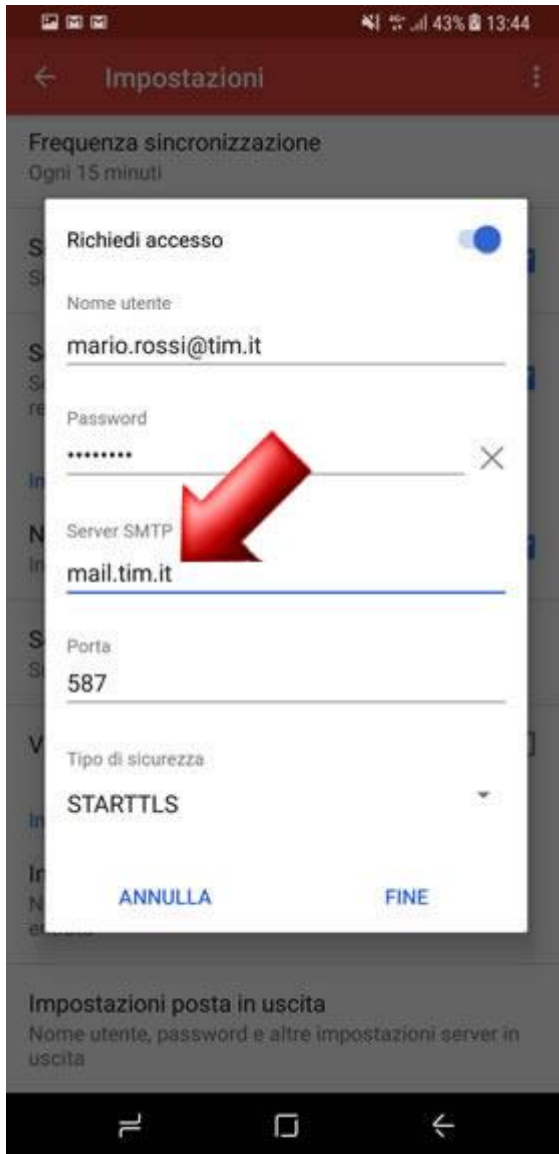 43% 13:44
Impostazioni
Frequenza sincronizzazione
Ogni 15 minuti
Richiedi accesso
Nome utente
mario.rossi@tim.it
Password
••••••••
Server SMTP
mail.tim.it
Porta
587
Tipo di sicurezza
STARTTLS
ANNULLA FINE
Impostazioni posta in uscita
Nome utente, password e altre impostazioni server in
uscita